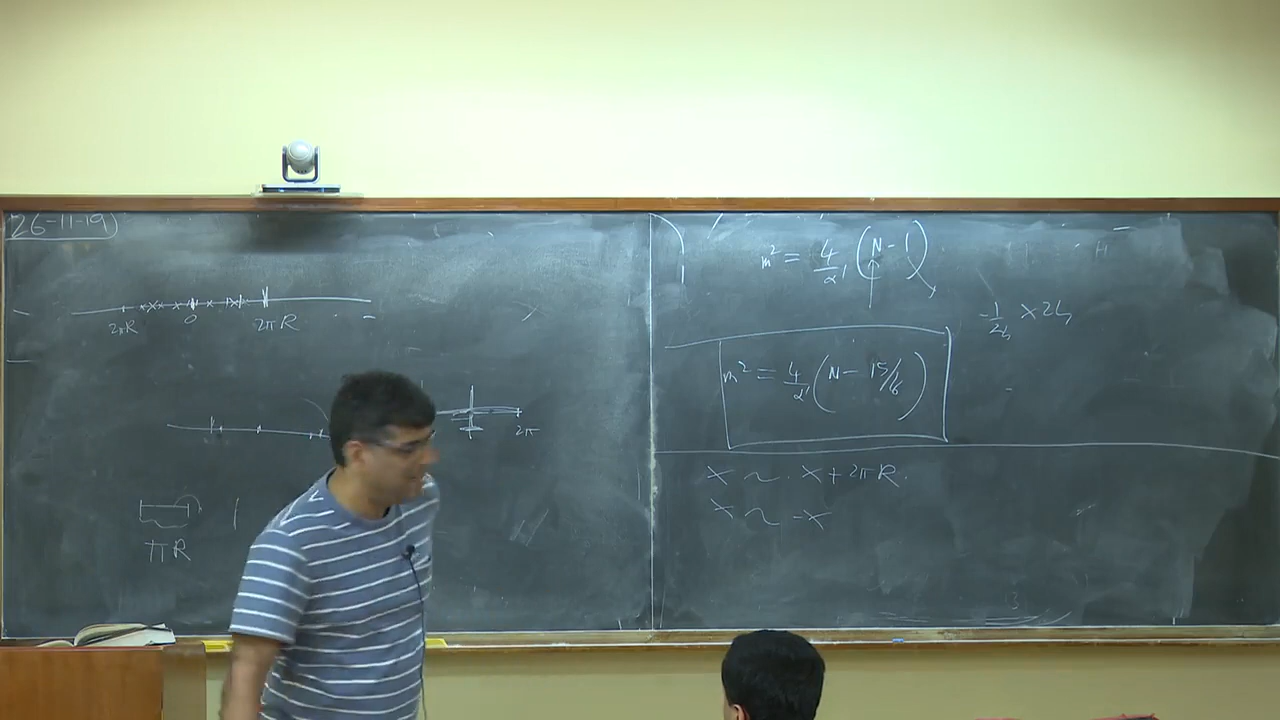 26-11-19
2πR 0 2πR
2π
πR
m² = 4/α' (N - 1)
-1/24 × 24
m² = 4/α' (N - 15/16)
x ~ x + 2πR.
x ~ -x